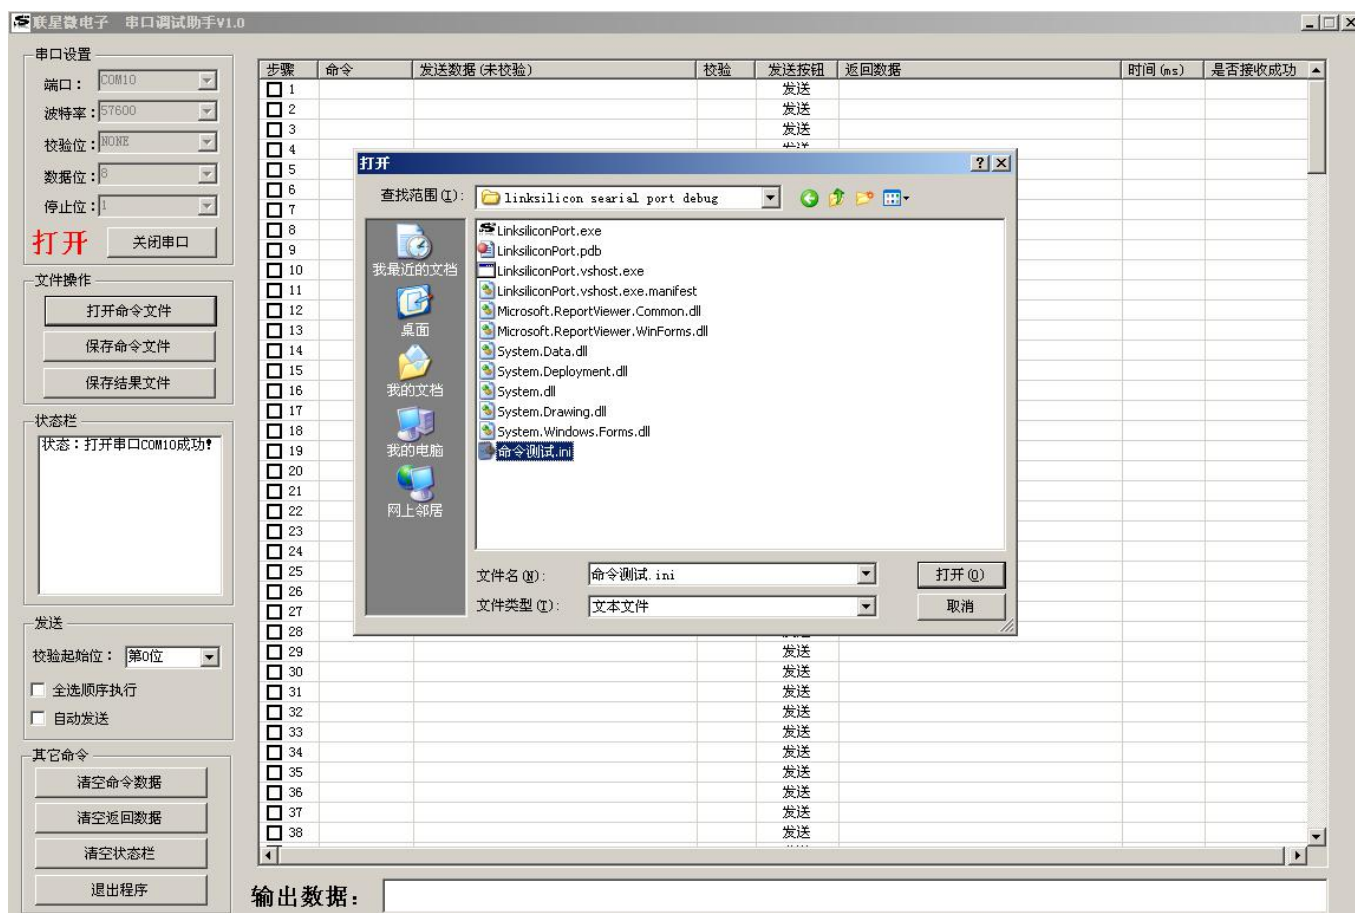 联星微电子 串口调试助手V1.0
串口设置
端口： COM10
波特率：57600
校验位：NONE
数据位：8
停止位：1
打开 关闭串口
文件操作
打开命令文件
保存命令文件
保存结果文件
状态栏
状态：打开串口COM10成功！
发送
校验起始位： 第0位
全选顺序执行
自动发送
其它命令
清空命令数据
清空返回数据
清空状态栏
退出程序
步骤 命令 发送数据(未校验) 校验 发送按钮 返回数据 时间(ms) 是否接收成功
1 发送
2 发送
3 发送
4
5
6
7
8
9
10
11
12
13
14
15
16
17
18
19
20
21
22
23
24
25
26
27
28
29 发送
30 发送
31 发送
32 发送
33 发送
34 发送
35 发送
36 发送
37 发送
38 发送
打开
查找范围(I)： linksilicon searial port debug
我最近的文档
桌面
我的文档
我的电脑
网上邻居
LinksiliconPort.exe
LinksiliconPort.pdb
LinksiliconPort.vshost.exe
LinksiliconPort.vshost.exe.manifest
Microsoft.ReportViewer.Common.dll
Microsoft.ReportViewer.WinForms.dll
System.Data.dll
System.Deployment.dll
System.dll
System.Drawing.dll
System.Windows.Forms.dll
命令测试.ini
文件名(N)： 命令测试.ini 打开(O)
文件类型(T)： 文本文件 取消
输出数据：